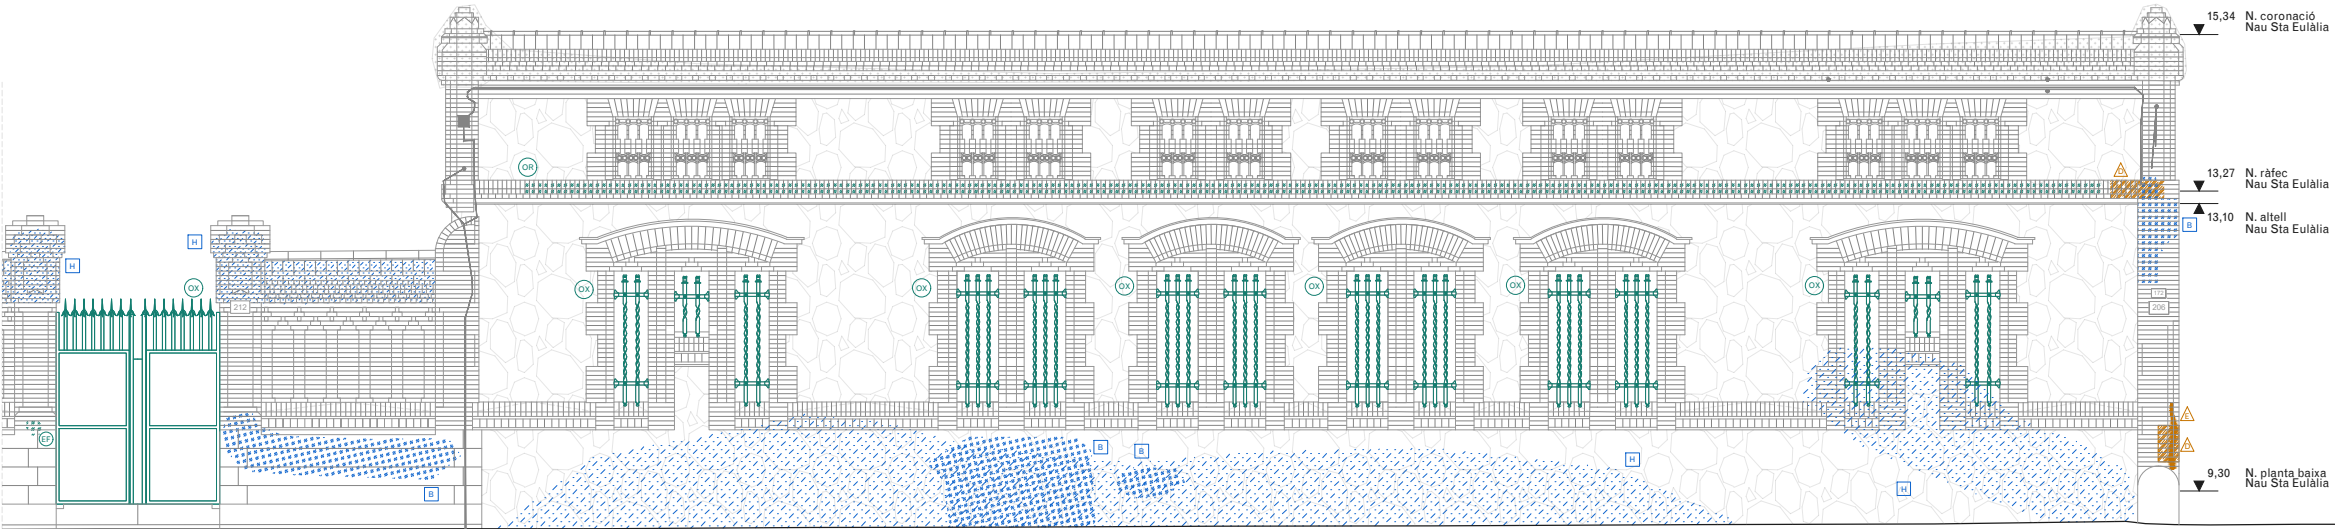 15,34 N. coronació
Nau Sta Eulàlia
OR
D
13,27 N. ràfec
Nau Sta Eulàlia
13,10 N. altell
Nau Sta Eulàlia
B
H
H
OX
OX
OX
OX
OX
OX
OX
212
172
206
EF
E
D
B
B
H
B
H
9,30 N. planta baixa
Nau Sta Eulàlia